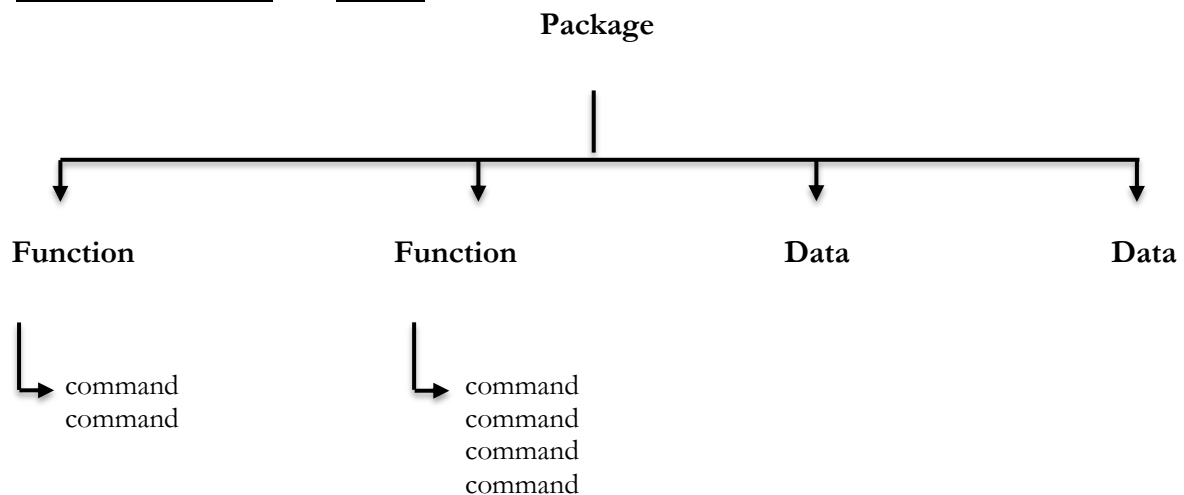 Package
Function Function Data Data
command command
command command
command
command